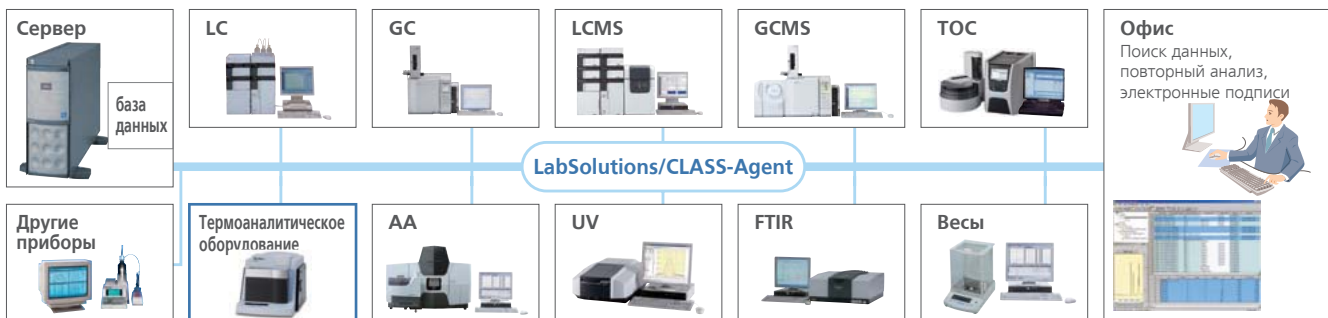 Сервер
база
данных
LC
GC
LCMS
GCMS
TOC
Офис
Поиск данных,
повторный анализ,
электронные подписи
LabSolutions/CLASS-Agent
Другие
приборы
Термоаналитическое
оборудование
AA
UV
FTIR
Весы